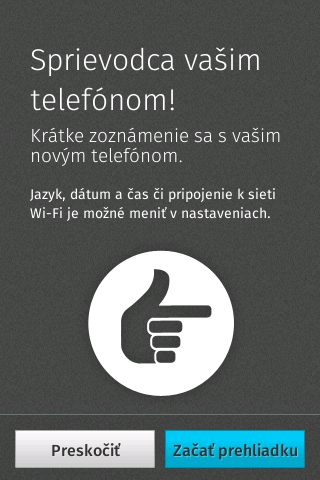 Sprievodca vašim
telefónom!
Krátke zoznámenie sa s vašim
novým telefónom.
Jazyk, dátum a čas či pripojenie k sieti
Wi-Fi je možné meniť v nastaveniach.
Preskočiť
Začať prehliadku